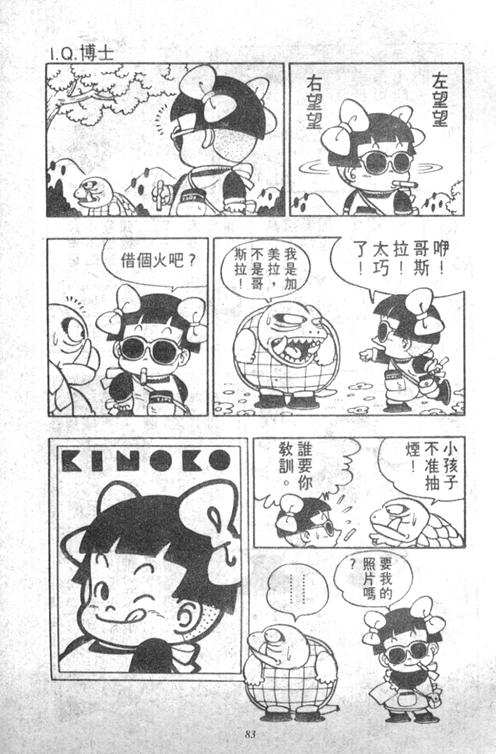 I.Q.博士
左望望
右望望
咿！
哥斯
拉！
太巧
了！
我是加
美拉，
不是哥
斯拉！
借個火吧？
小孩子
不准抽
煙！
誰要你
教訓。
KINOKO
要我的
照片嗎
？
…………
83